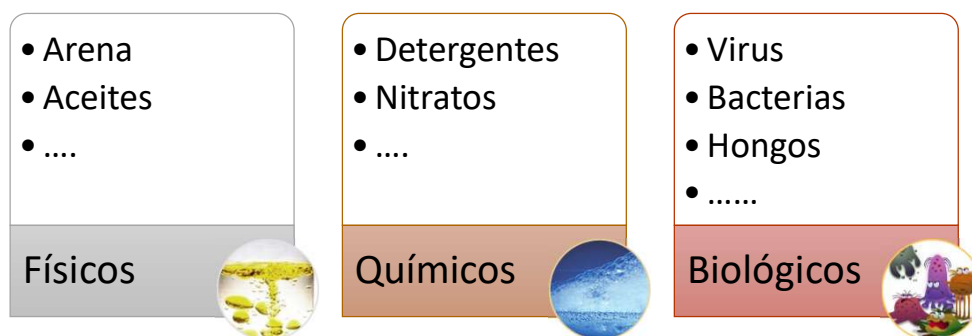 • Arena
• Aceites
• ....
Físicos
• Detergentes
• Nitratos
• ....
Químicos
• Virus
• Bacterias
• Hongos
• ......
Biológicos